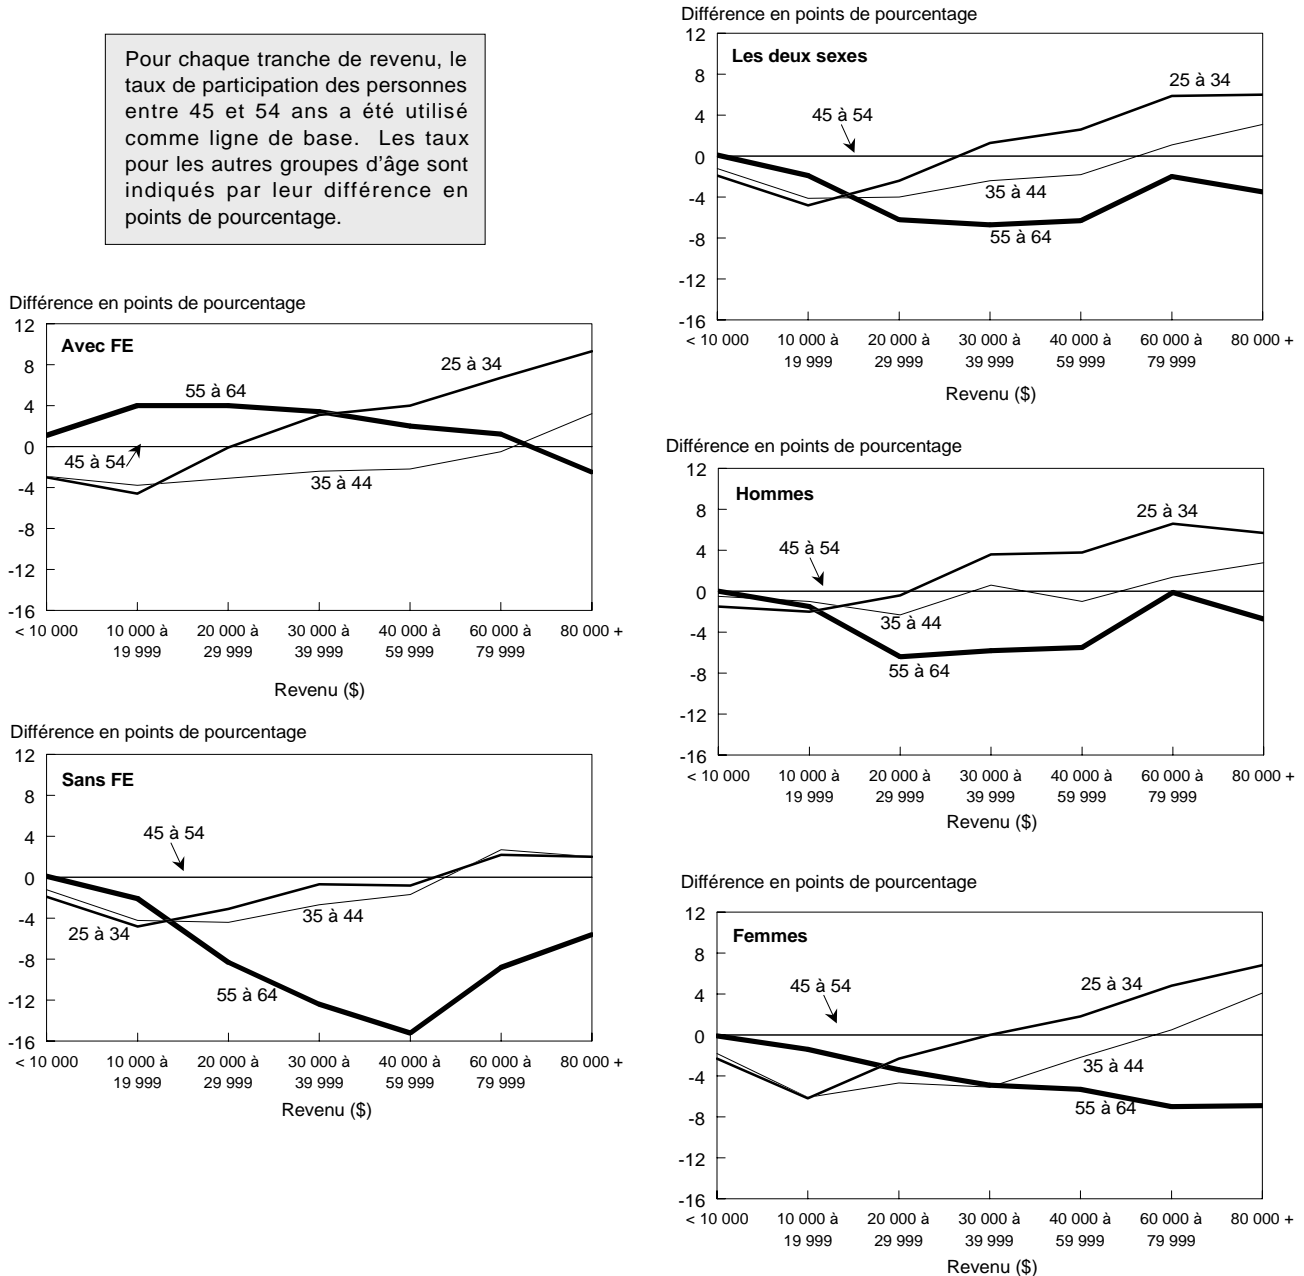 Pour chaque tranche de revenu, le
taux de participation des personnes
entre 45 et 54 ans a été utilisé
comme ligne de base. Les taux
pour les autres groupes d'âge sont
indiqués par leur différence en
points de pourcentage.
Différence en points de pourcentage
12
8
4
0
-4
-8
-12
-16
Les deux sexes
25 à 34
45 à 54
35 à 44
55 à 64
< 10 000 10 000 à 20 000 à 30 000 à 40 000 à 60 000 à 80 000 +
19 999 29 999 39 999 59 999 79 999
Revenu ($)
Différence en points de pourcentage
12
8
4
0
-4
-8
-12
-16
Avec FE
25 à 34
55 à 64
45 à 54
35 à 44
< 10 000 10 000 à 20 000 à 30 000 à 40 000 à 60 000 à 80 000 +
19 999 29 999 39 999 59 999 79 999
Revenu ($)
Différence en points de pourcentage
12
8
4
0
-4
-8
-12
-16
Hommes
25 à 34
45 à 54
35 à 44
55 à 64
< 10 000 10 000 à 20 000 à 30 000 à 40 000 à 60 000 à 80 000 +
19 999 29 999 39 999 59 999 79 999
Revenu ($)
Différence en points de pourcentage
12
8
4
0
-4
-8
-12
-16
Sans FE
45 à 54
35 à 44
25 à 34
55 à 64
< 10 000 10 000 à 20 000 à 30 000 à 40 000 à 60 000 à 80 000 +
19 999 29 999 39 999 59 999 79 999
Revenu ($)
Différence en points de pourcentage
12
8
4
0
-4
-8
-12
-16
Femmes
45 à 54
25 à 34
35 à 44
55 à 64
< 10 000 10 000 à 20 000 à 30 000 à 40 000 à 60 000 à 80 000 +
19 999 29 999 39 999 59 999 79 999
Revenu ($)